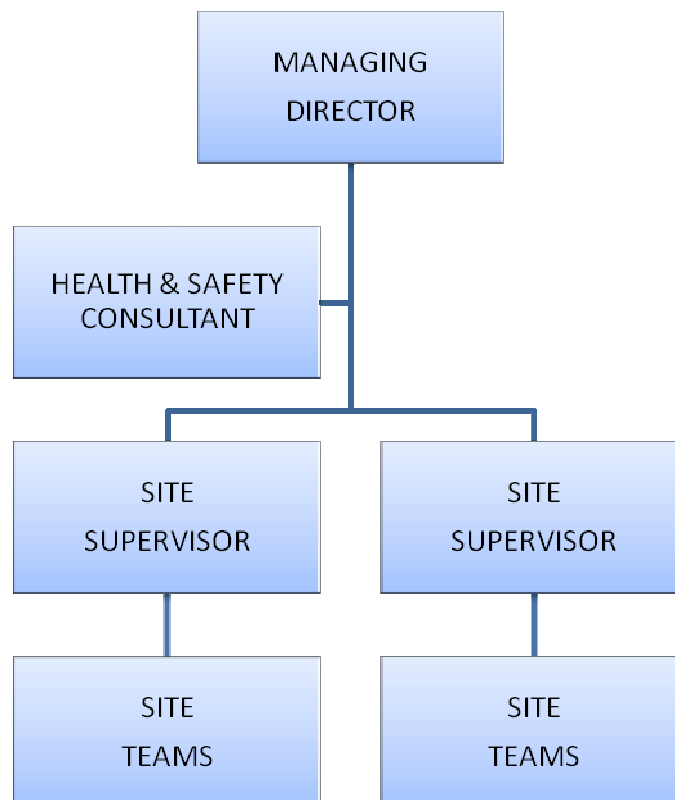 MANAGING
DIRECTOR
HEALTH & SAFETY
CONSULTANT
SITE
SUPERVISOR
SITE
SUPERVISOR
SITE
TEAMS
SITE
TEAMS